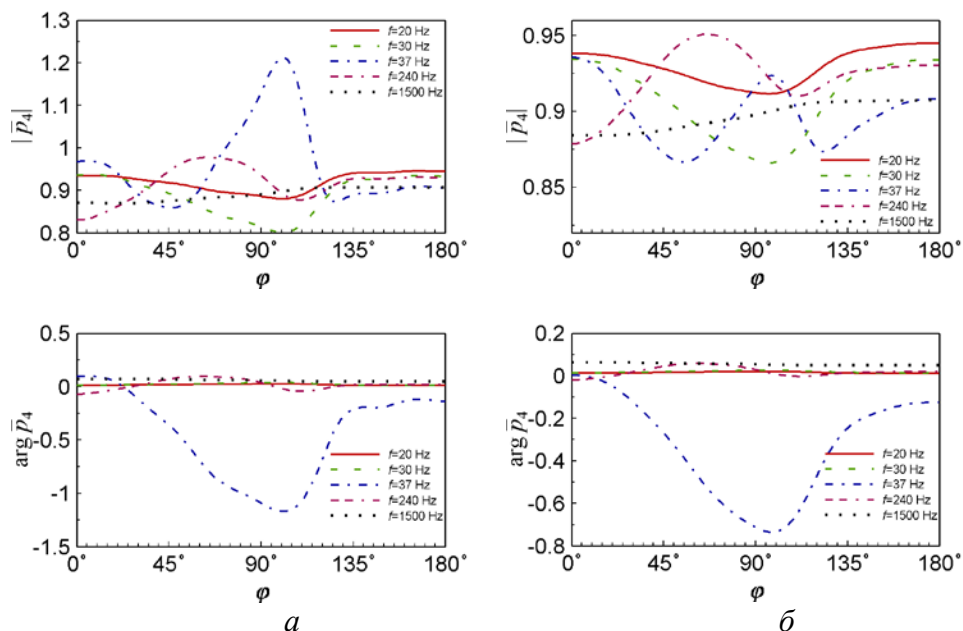 1.3
1.2
1.1
1
0.9
0.8
|p̄₄|
f=20 Hz
f=30 Hz
f=37 Hz
f=240 Hz
f=1500 Hz
0˚ 45˚ 90˚ 135˚ 180˚
φ
0.95
0.9
0.85
|p̄₄|
f=20 Hz
f=30 Hz
f=37 Hz
f=240 Hz
f=1500 Hz
0˚ 45˚ 90˚ 135˚ 180˚
φ
0.5
0
-0.5
-1
-1.5
arg p̄₄
f=20 Hz
f=30 Hz
f=37 Hz
f=240 Hz
f=1500 Hz
0˚ 45˚ 90˚ 135˚ 180˚
φ
а
0.2
0
-0.2
-0.4
-0.6
-0.8
arg p̄₄
f=20 Hz
f=30 Hz
f=37 Hz
f=240 Hz
f=1500 Hz
0˚ 45˚ 90˚ 135˚ 180˚
φ
б